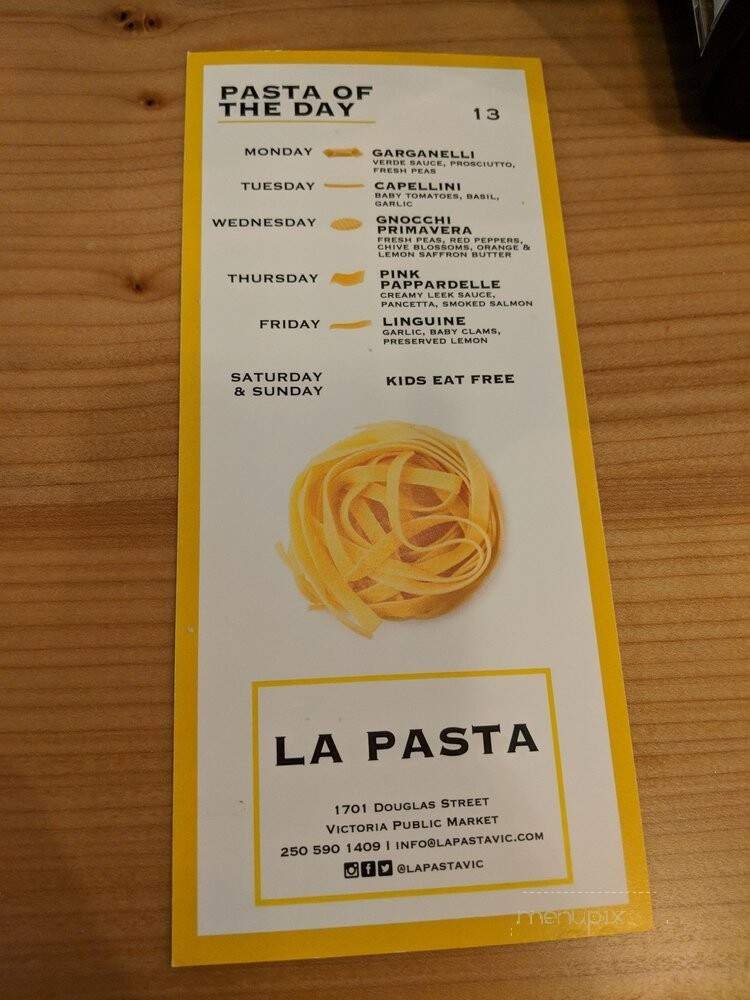 PASTA OF
THE DAY
13
MONDAY GARGANELLI
VERDE SAUCE, PROSCIUTTO,
FRESH PEAS
TUESDAY CAPELLINI
BABY TOMATOES, BASIL,
GARLIC
WEDNESDAY GNOCCHI
PRIMAVERA
FRESH PEAS, RED PEPPERS,
CHIVE BLOSSOMS, ORANGE &
LEMON SAFFRON BUTTER
THURSDAY PINK
PAPPARDELLE
CREAMY LEEK SAUCE,
PANCETTA, SMOKED SALMON
FRIDAY LINGUINE
GARLIC, BABY CLAMS,
PRESERVED LEMON
SATURDAY
& SUNDAY
KIDS EAT FREE
LA PASTA
1701 DOUGLAS STREET
VICTORIA PUBLIC MARKET
250 590 1409 | INFO@LAPASTAVIC.COM
@LAPASTAVIC
menupix